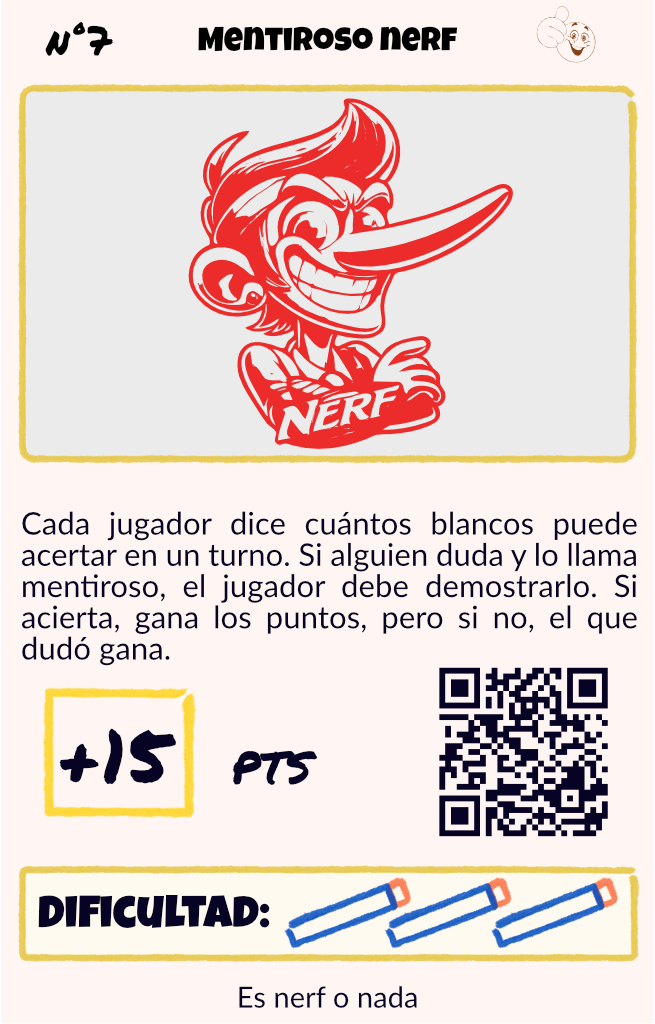 N°7
Mentiroso nerf
NERF
Cada jugador dice cuántos blancos puede
acertar en un turno. Si alguien duda y lo llama
mentiroso, el jugador debe demostrarlo. Si
acierta, gana los puntos, pero si no, el que
dudó gana.
+15 PTS
DIFICULTAD:
Es nerf o nada